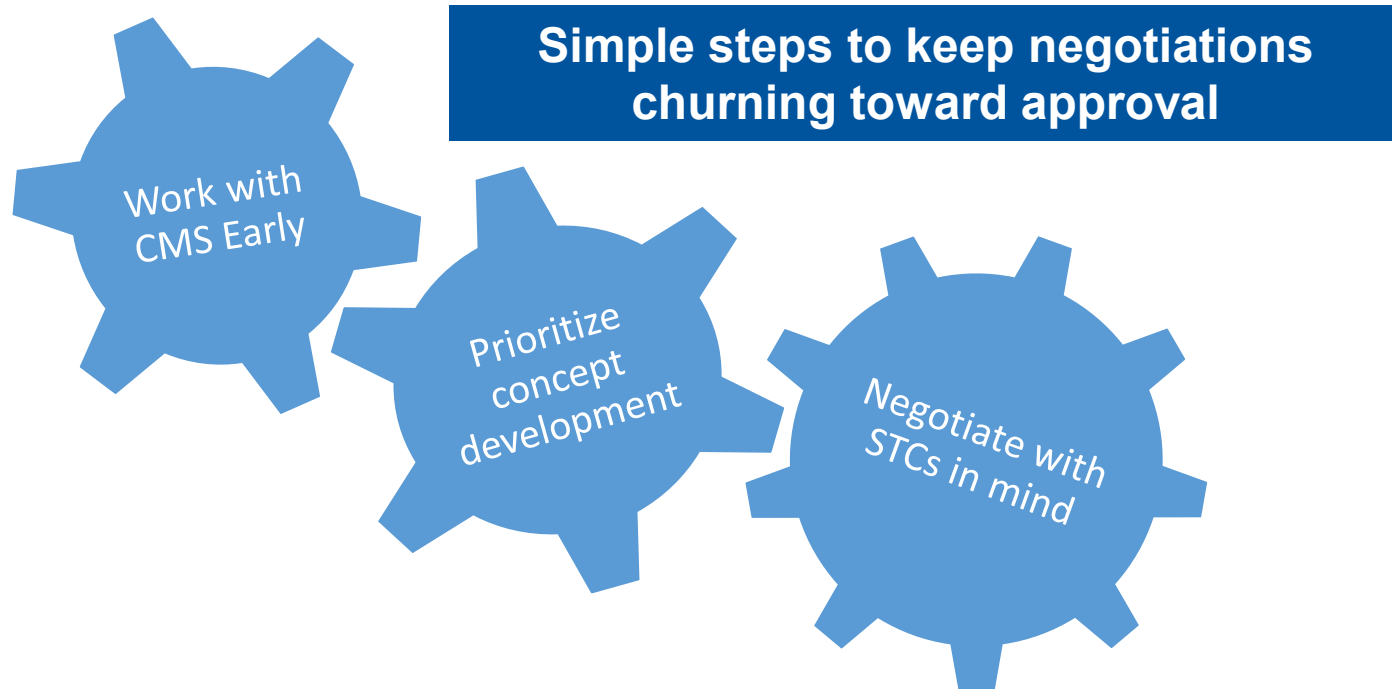 Simple steps to keep negotiations
churning toward approval
Work with
CMS Early
Prioritize
concept
development
Negotiate with
STCs in mind